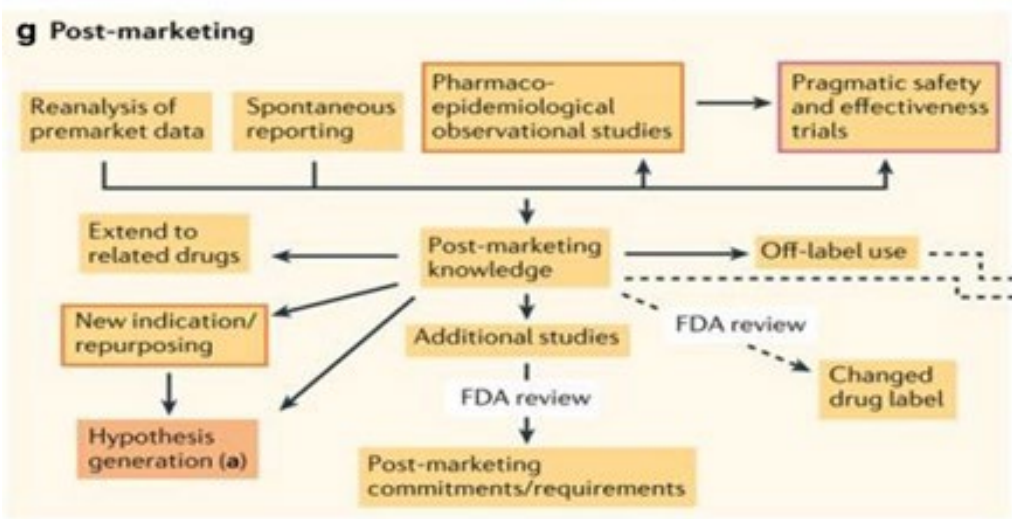 g Post-marketing
Reanalysis of
premarket data
Spontaneous
reporting
Pharmaco-
epidemiological
observational studies
Pragmatic safety
and effectiveness
trials
Extend to
related drugs
Post-marketing
knowledge
Off-label use
New indication/
repurposing
Additional studies
FDA review
Changed
drug label
FDA review
Hypothesis
generation (a)
Post-marketing
commitments/requirements